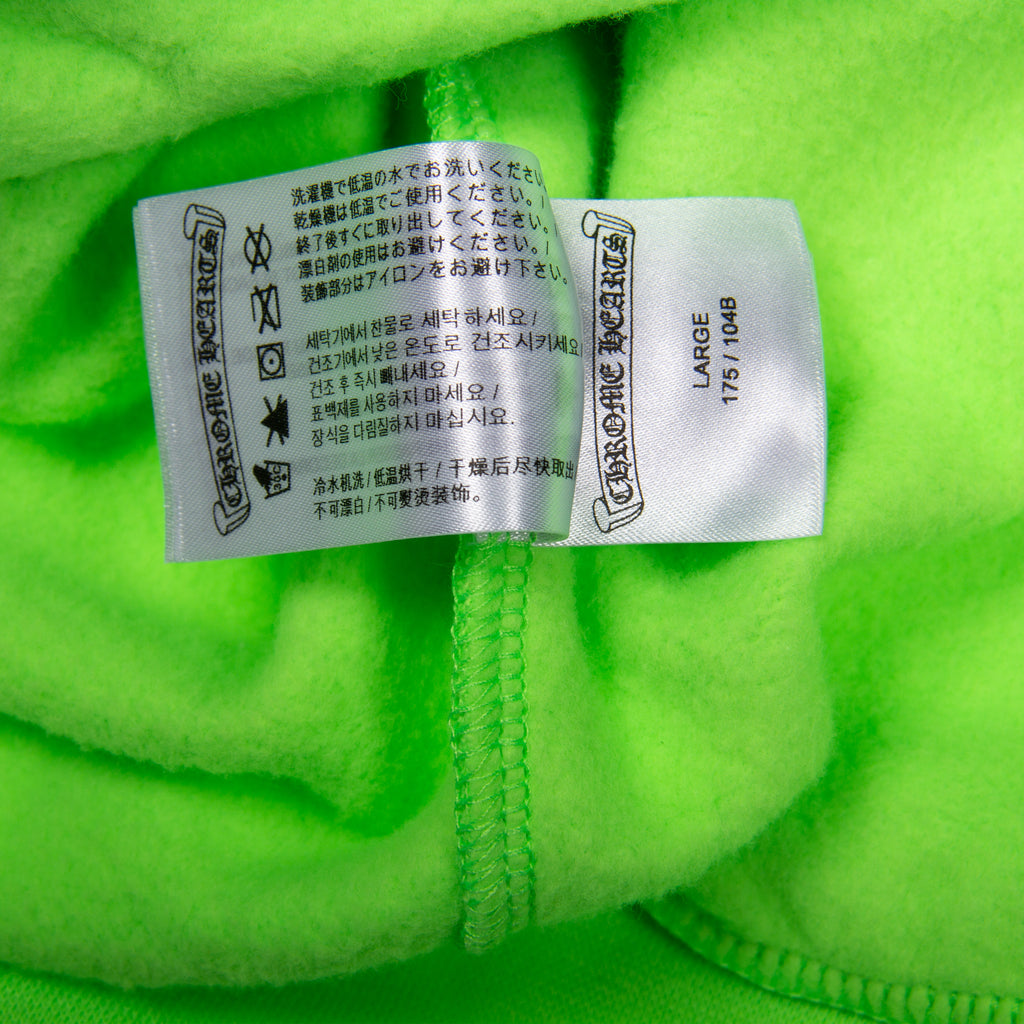 CHROME HEARTS
洗濯機で低温の水でお洗いください。/
乾燥機は低温でご使用ください。/
終了後すぐに取り出してください。/
漂白剤の使用はお避けください。/
装飾部分はアイロンをお避け下さい。
세탁기에서 찬물로 세탁하세요 /
건조기에서 낮은 온도로 건조시키세요
건조 후 즉시 빼내세요 /
표백제를 사용하지 마세요 /
장식을 다림질하지 마십시요.
冷水机洗 / 低温烘干 / 干燥后尽快取出
不可漂白 / 不可髮烫装饰。
30C
CHROME HEARTS
LARGE
175 / 104B